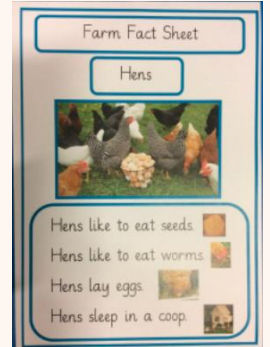 Farm Fact Sheet
Hens
Hens like to eat seeds.
Hens like to eat worms.
Hens lay eggs.
Hens sleep in a coop.